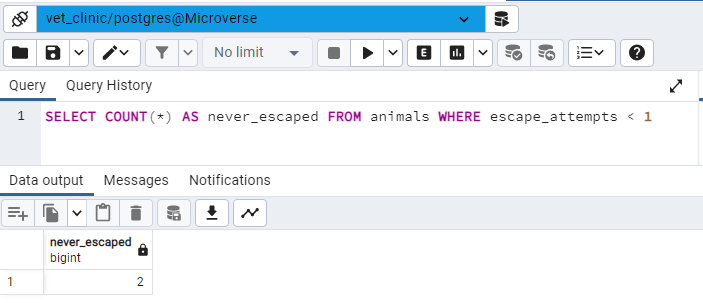 vet_clinic/postgres@Microverse
No limit
E
Query Query History
1 SELECT COUNT(*) AS never_escaped FROM animals WHERE escape_attempts < 1
Data output Messages Notifications
never_escaped
bigint
1 2